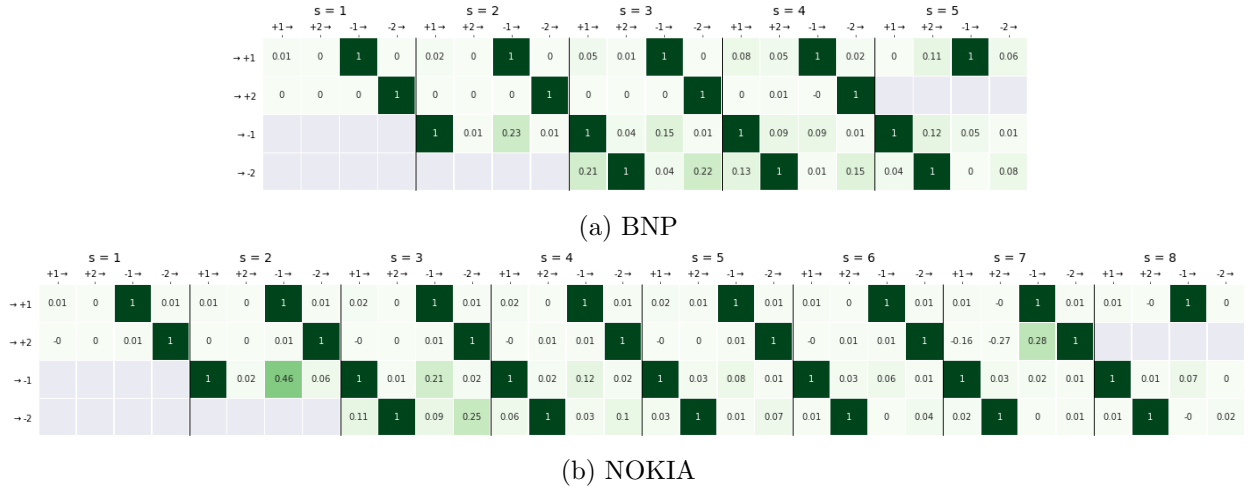 s = 1 s = 2 s = 3 s = 4 s = 5
+1→ +2→ -1→ -2→ +1→ +2→ -1→ -2→ +1→ +2→ -1→ -2→ +1→ +2→ -1→ -2→ +1→ +2→ -1→ -2→
→ +1 0.01 0 1 0 0.02 0 1 0 0.05 0.01 1 0 0.08 0.05 1 0.02 0 0.11 1 0.06
→ +2 0 0 0 1 0 0 0 1 0 0 0 1 0 0.01 -0 1
→ -1 1 0.01 0.23 0.01 1 0.04 0.15 0.01 1 0.09 0.09 0.01 1 0.12 0.05 0.01
→ -2 0.21 1 0.04 0.22 0.13 1 0.01 0.15 0.04 1 0 0.08
(a) BNP
s = 1 s = 2 s = 3 s = 4 s = 5 s = 6 s = 7 s = 8
+1→ +2→ -1→ -2→ +1→ +2→ -1→ -2→ +1→ +2→ -1→ -2→ +1→ +2→ -1→ -2→ +1→ +2→ -1→ -2→ +1→ +2→ -1→ -2→ +1→ +2→ -1→ -2→ +1→ +2→ -1→ -2→
→ +1 0.01 0 1 0.01 0.01 0 1 0.01 0.02 0 1 0.01 0.02 0 1 0.01 0.02 0.01 1 0.01 0.01 0 1 0.01 0.01 -0 1 0.01 0.01 -0 1 0
→ +2 -0 0 0.01 1 0 0 0.01 1 -0 0 0.01 1 -0 0.01 0.01 1 -0 0 0.01 1 -0 0.01 0.01 1 -0.16 -0.27 0.28 1
→ -1 1 0.02 0.46 0.06 1 0.01 0.21 0.02 1 0.02 0.12 0.02 1 0.03 0.08 0.01 1 0.03 0.06 0.01 1 0.03 0.02 0.01 1 0.01 0.07 0
→ -2 0.11 1 0.09 0.25 0.06 1 0.03 0.1 0.03 1 0.01 0.07 0.01 1 0 0.04 0.02 1 0 0.01 0.01 1 -0 0.02
(b) NOKIA